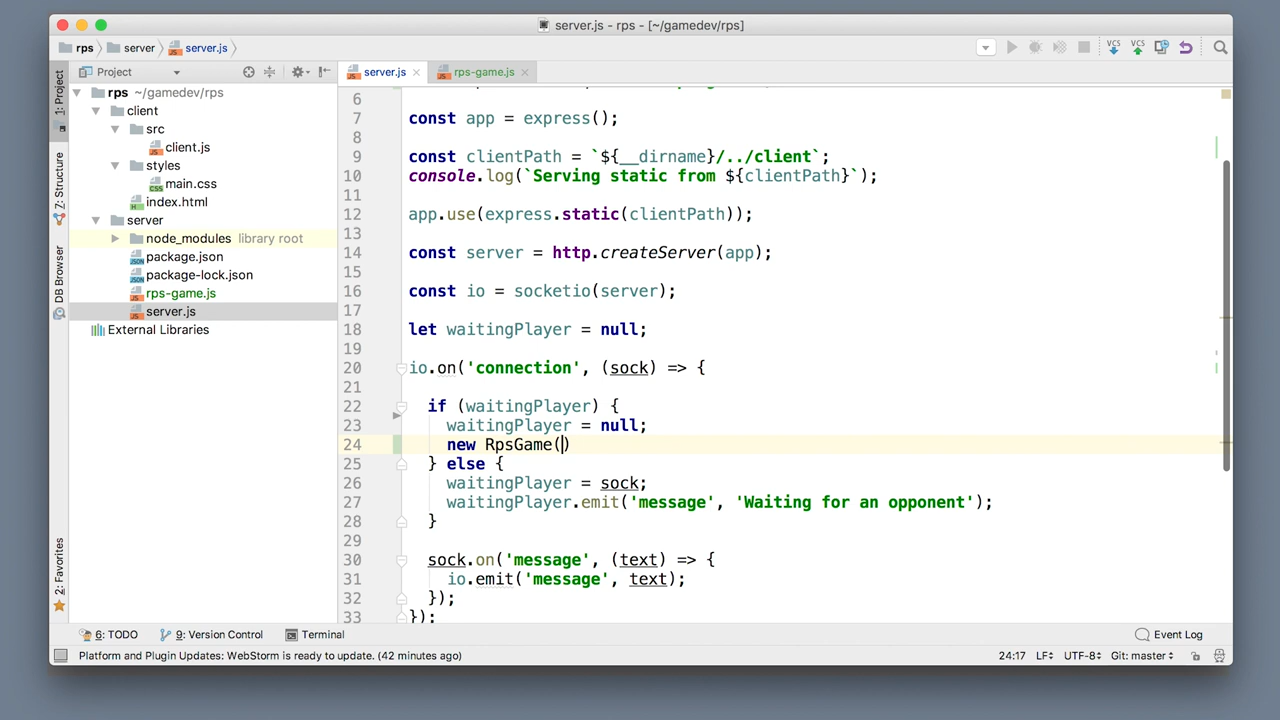 server.js - rps - [~/gamedev/rps]
rps server server.js
Project
server.js
rps-game.js
1: Project
7: Structure
DB Browser
2: Favorites
rps ~/gamedev/rps
client
src
client.js
styles
main.css
index.html
server
node_modules library root
package.json
package-lock.json
rps-game.js
server.js
External Libraries
VCS VCS
6
7 const app = express();
8
9 const clientPath = `${__dirname}/../client`;
10 console.log(`Serving static from ${clientPath}`);
11
12 app.use(express.static(clientPath));
13
14 const server = http.createServer(app);
15
16 const io = socketio(server);
17
18 let waitingPlayer = null;
19
20 io.on('connection', (sock) => {
21
22 if (waitingPlayer) {
23 waitingPlayer = null;
24 new RpsGame()
25 } else {
26 waitingPlayer = sock;
27 waitingPlayer.emit('message', 'Waiting for an opponent');
28 }
29
30 sock.on('message', (text) => {
31 io.emit('message', text);
32 });
33 });
6: TODO 9: Version Control Terminal Event Log
Platform and Plugin Updates: WebStorm is ready to update. (42 minutes ago) 24:17 LF UTF-8 Git: master